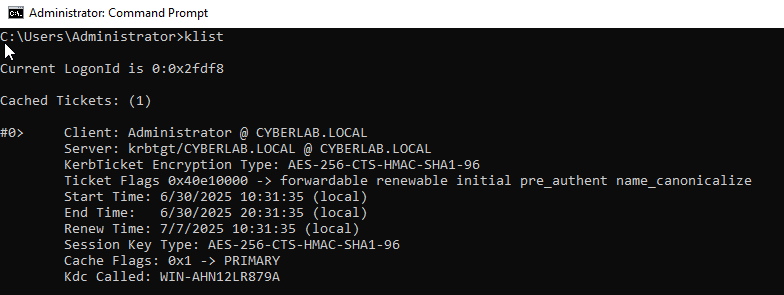 Administrator: Command Prompt
C:\Users\Administrator>klist
Current LogonId is 0:0x2fdf8
Cached Tickets: (1)
#0> Client: Administrator @ CYBERLAB.LOCAL
Server: krbtgt/CYBERLAB.LOCAL @ CYBERLAB.LOCAL
KerbTicket Encryption Type: AES-256-CTS-HMAC-SHA1-96
Ticket Flags 0x40e10000 -> forwardable renewable initial pre_authent name_canonicalize
Start Time: 6/30/2025 10:31:35 (local)
End Time: 6/30/2025 20:31:35 (local)
Renew Time: 7/7/2025 10:31:35 (local)
Session Key Type: AES-256-CTS-HMAC-SHA1-96
Cache Flags: 0x1 -> PRIMARY
Kdc Called: WIN-AHN12LR879A